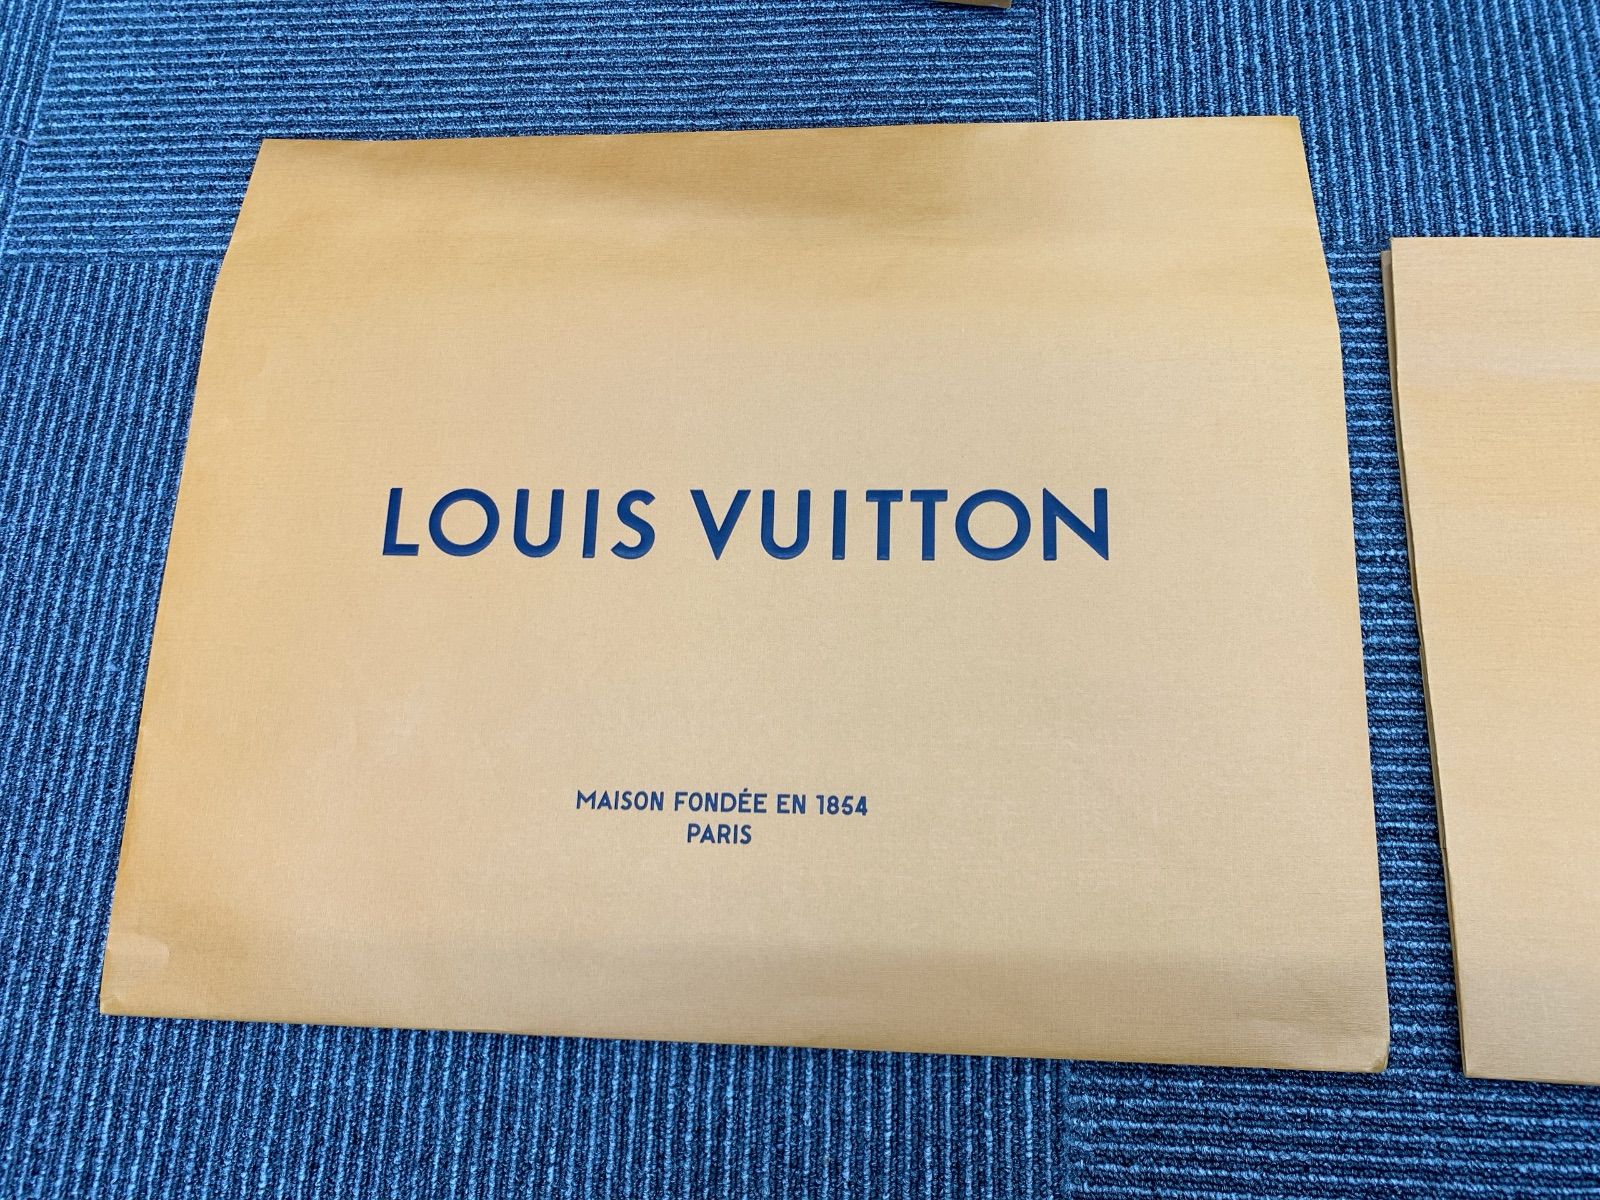 LOUIS VUITTON
MAISON FONDÉE EN 1854
PARIS